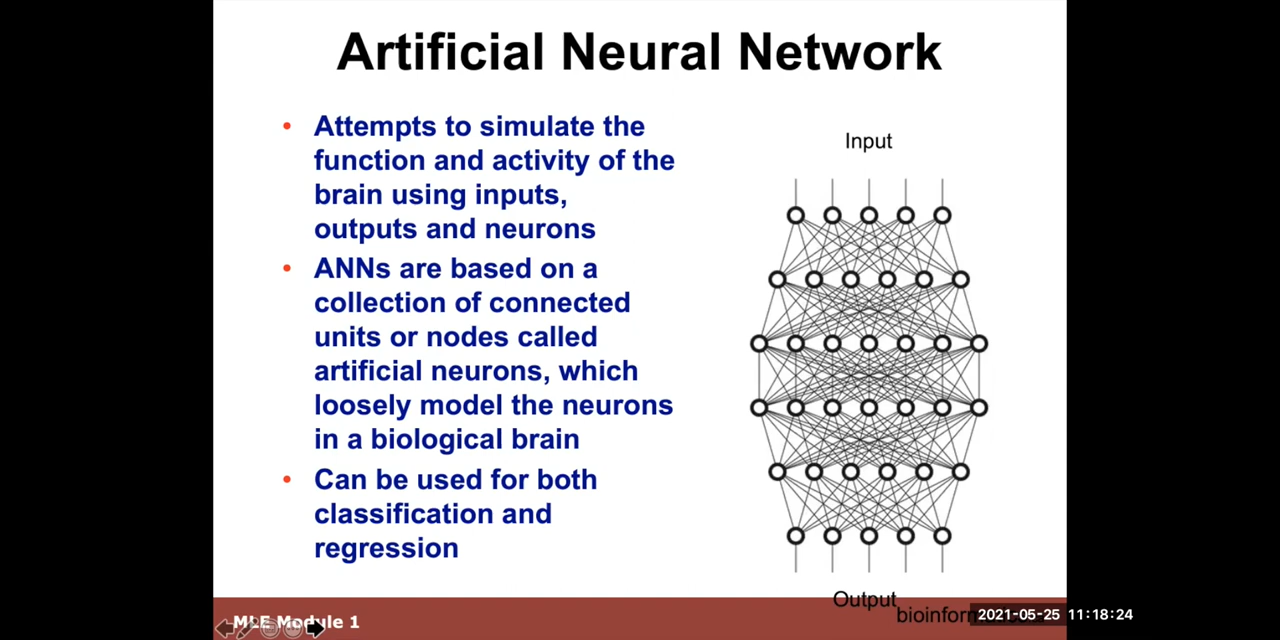 Artificial Neural Network
• Attempts to simulate the
function and activity of the
brain using inputs,
outputs and neurons
• ANNs are based on a
collection of connected
units or nodes called
artificial neurons, which
loosely model the neurons
in a biological brain
• Can be used for both
classification and
regression
Input
Output
MLE Module 1
2021-05-25 11:18:24